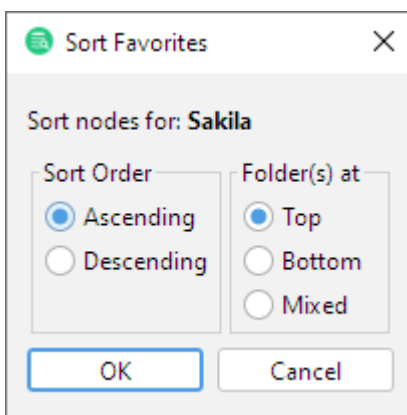 Sort Favorites
Sort nodes for: Sakila
Sort Order
Ascending
Descending
Folder(s) at
Top
Bottom
Mixed
OK
Cancel